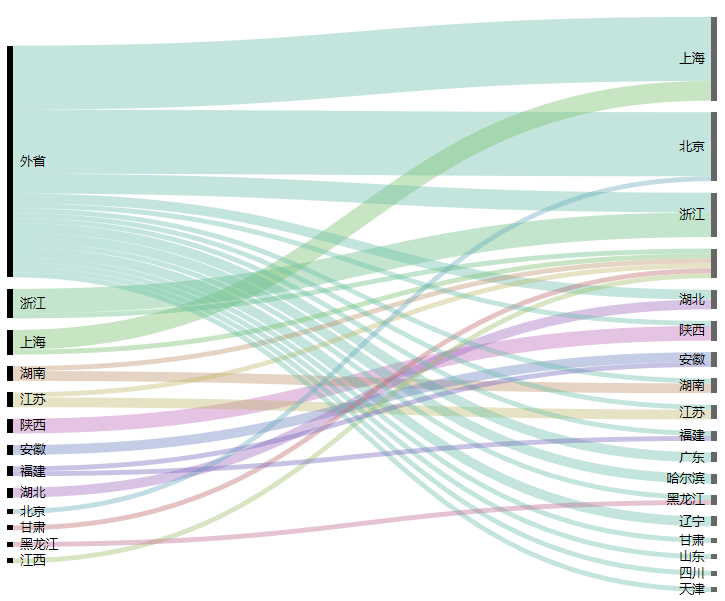 外省
浙江
上海
湖南
江苏
陕西
安徽
福建
湖北
北京
甘肃
黑龙江
江西
上海
北京
浙江
湖北
陕西
安徽
湖南
江苏
福建
广东
哈尔滨
黑龙江
辽宁
甘肃
山东
四川
天津